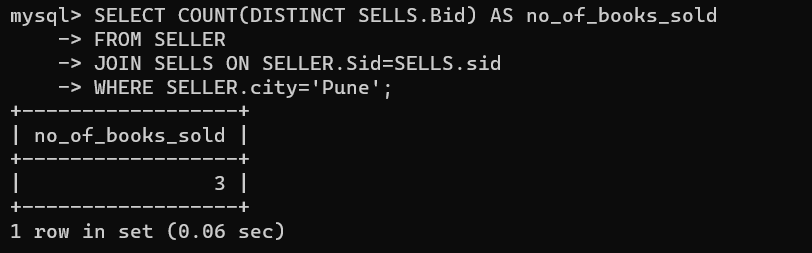 mysql> SELECT COUNT(DISTINCT SELLS.Bid) AS no_of_books_sold
    -> FROM SELLER
    -> JOIN SELLS ON SELLER.Sid=SELLS.sid
    -> WHERE SELLER.city='Pune';
+------------------+
| no_of_books_sold |
+------------------+
|                3 |
+------------------+
1 row in set (0.06 sec)